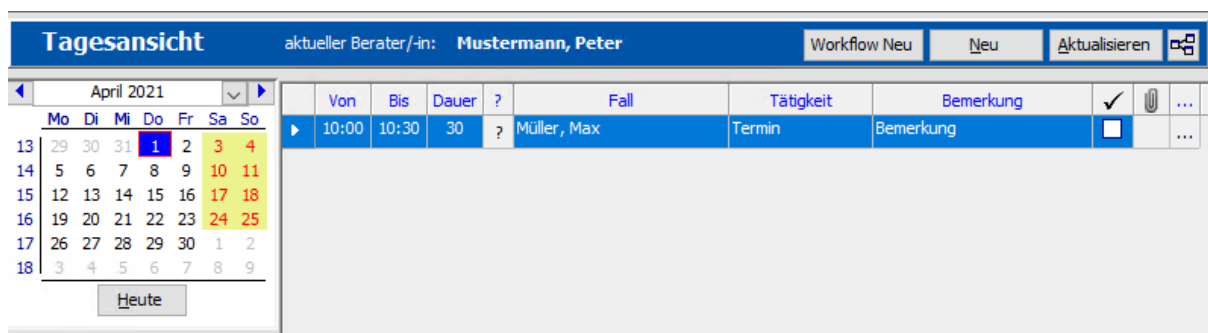 Tagesansicht aktueller Berater/-in: Mustermann, Peter Workflow Neu Neu Aktualisieren
April 2021
Mo Di Mi Do Fr Sa So
13 29 30 31 1 2 3 4
14 5 6 7 8 9 10 11
15 12 13 14 15 16 17 18
16 19 20 21 22 23 24 25
17 26 27 28 29 30 1 2
18 3 4 5 6 7 8 9
Heute
Von Bis Dauer ? Fall Tätigkeit Bemerkung ✓ ...
10:00 10:30 30 ? Müller, Max Termin Bemerkung ...